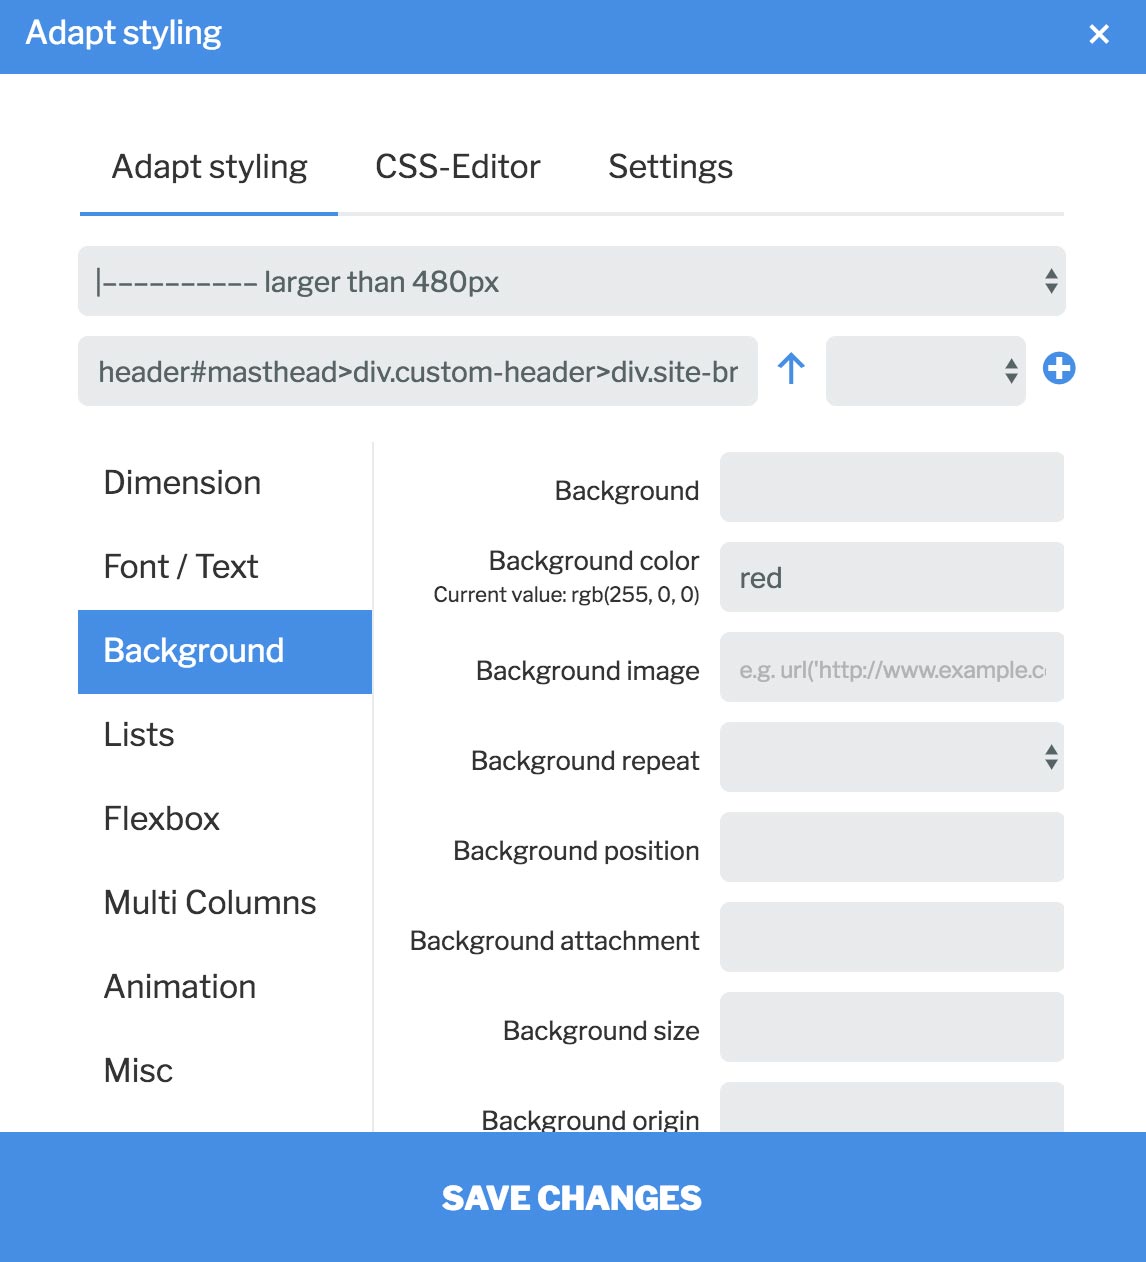 Adapt styling
Adapt styling CSS-Editor Settings
|---------- larger than 480px
header#masthead>div.custom-header>div.site-br
Dimension
Font / Text
Background
Lists
Flexbox
Multi Columns
Animation
Misc
Background
Background color
Current value: rgb(255, 0, 0)
red
Background image
e.g. url('http://www.example.c
Background repeat
Background position
Background attachment
Background size
Background origin
SAVE CHANGES